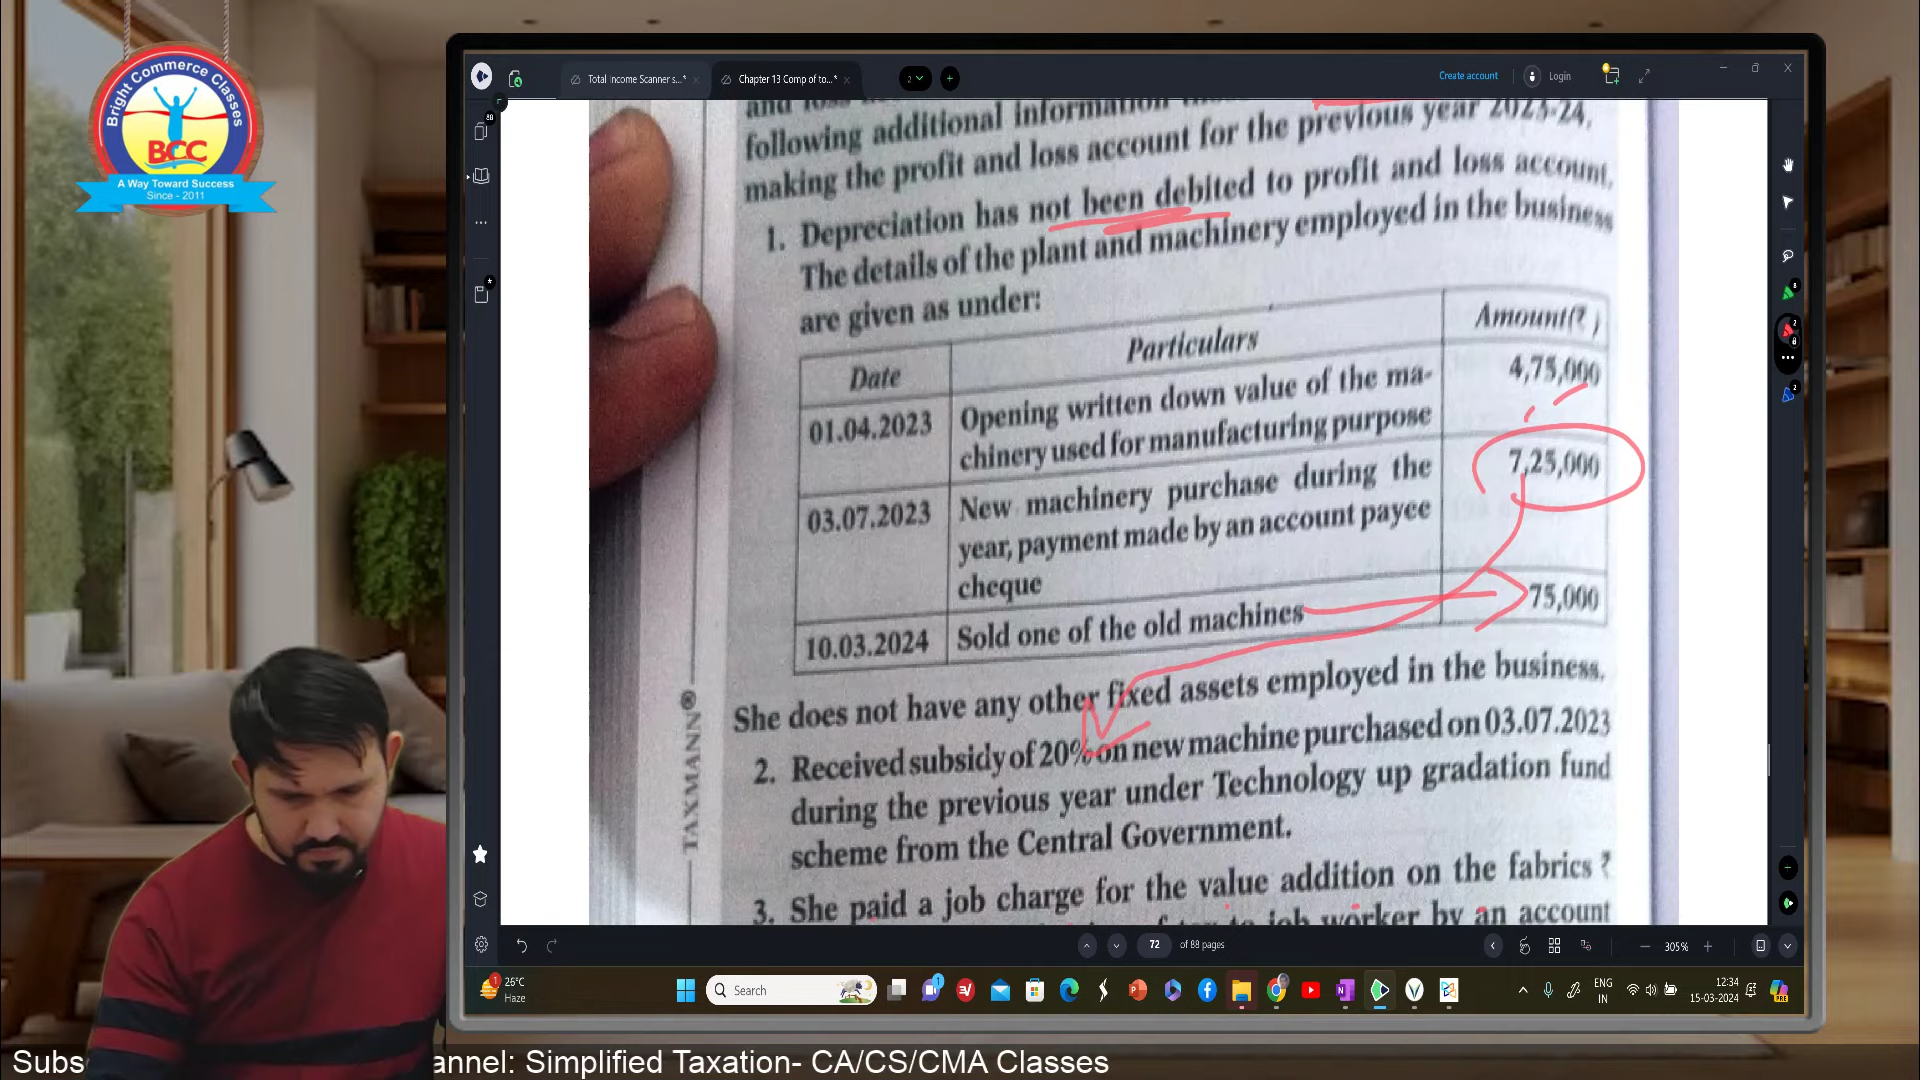 Bright Commerce Classes
BCC
A Way Toward Success
Since - 2011
Total Income Scanner s...*
Chapter 13 Comp of to...*
2
Create account
Login
following additional information
making the profit and loss account for the previous year 2023-24.
1. Depreciation has not been debited to profit and loss account.
The details of the plant and machinery employed in the business
are given as under:
Date Particulars Amount(₹)
01.04.2023 Opening written down value of the ma-
chinery used for manufacturing purpose 4,75,000
03.07.2023 New machinery purchase during the
year, payment made by an account payee
cheque 7,25,000
10.03.2024 Sold one of the old machines 75,000
She does not have any other fixed assets employed in the business.
2. Received subsidy of 20% on new machine purchased on 03.07.2023
during the previous year under Technology up gradation fund
scheme from the Central Government.
3. She paid a job charge for the value addition on the fabrics ₹
job worker by an account
TAXMANN®
72 of 88 pages
305%
26°C
Haze
Search
ENG
IN
12:34
15-03-2024
Subs annel: Simplified Taxation- CA/CS/CMA Classes